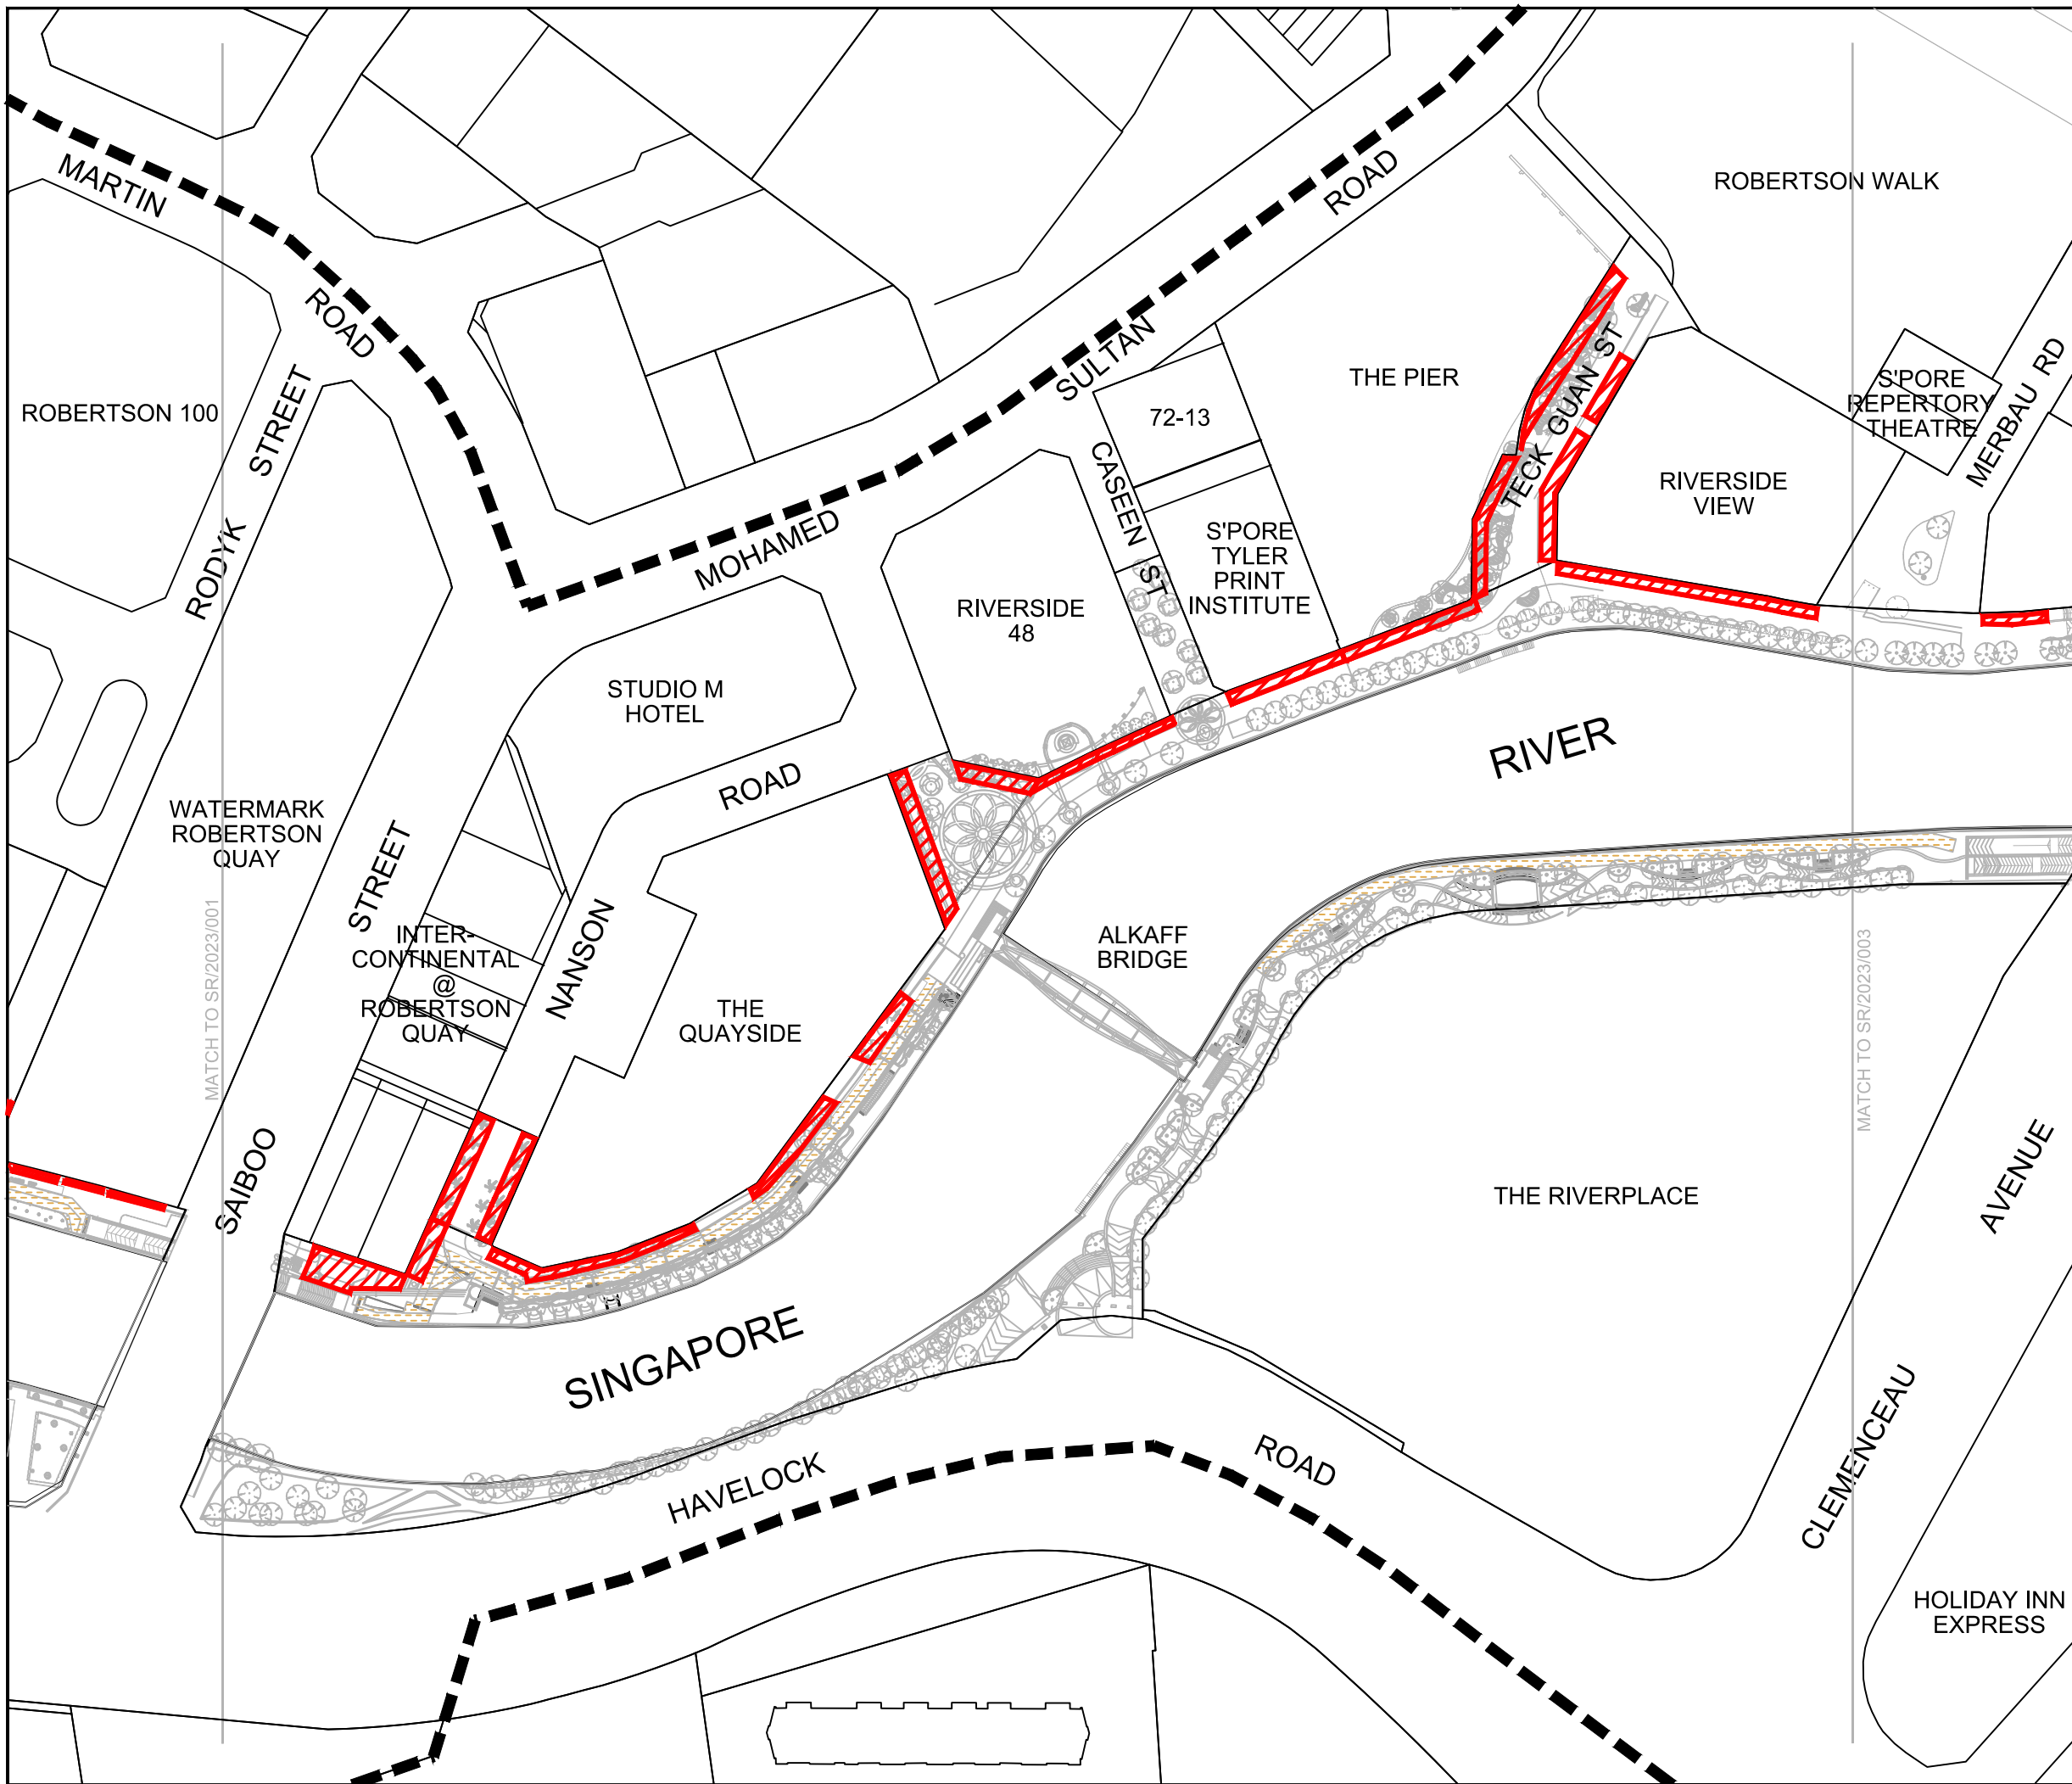 MARTIN
ROAD
ROBERTSON 100
RODYK
STREET
MOHAMED
SULTAN
ROAD
ROBERTSON WALK
THE PIER
72-13
CASEEN
ST
S'PORE
TYLER
PRINT
INSTITUTE
TECK
GUAN ST
RIVERSIDE
VIEW
S'PORE
REPERTORY
THEATRE
MERBAU RD
RIVERSIDE
48
STUDIO M
HOTEL
ROAD
NANSON
WATERMARK
ROBERTSON
QUAY
SAIBOO
STREET
INTER-
CONTINENTAL
@
ROBERTSON
QUAY
THE
QUAYSIDE
ALKAFF
BRIDGE
RIVER
SINGAPORE
MATCH TO SR/2023/001
MATCH TO SR/2023/003
THE RIVERPLACE
HAVELOCK
ROAD
CLEMENCEAU
AVENUE
HOLIDAY INN
EXPRESS